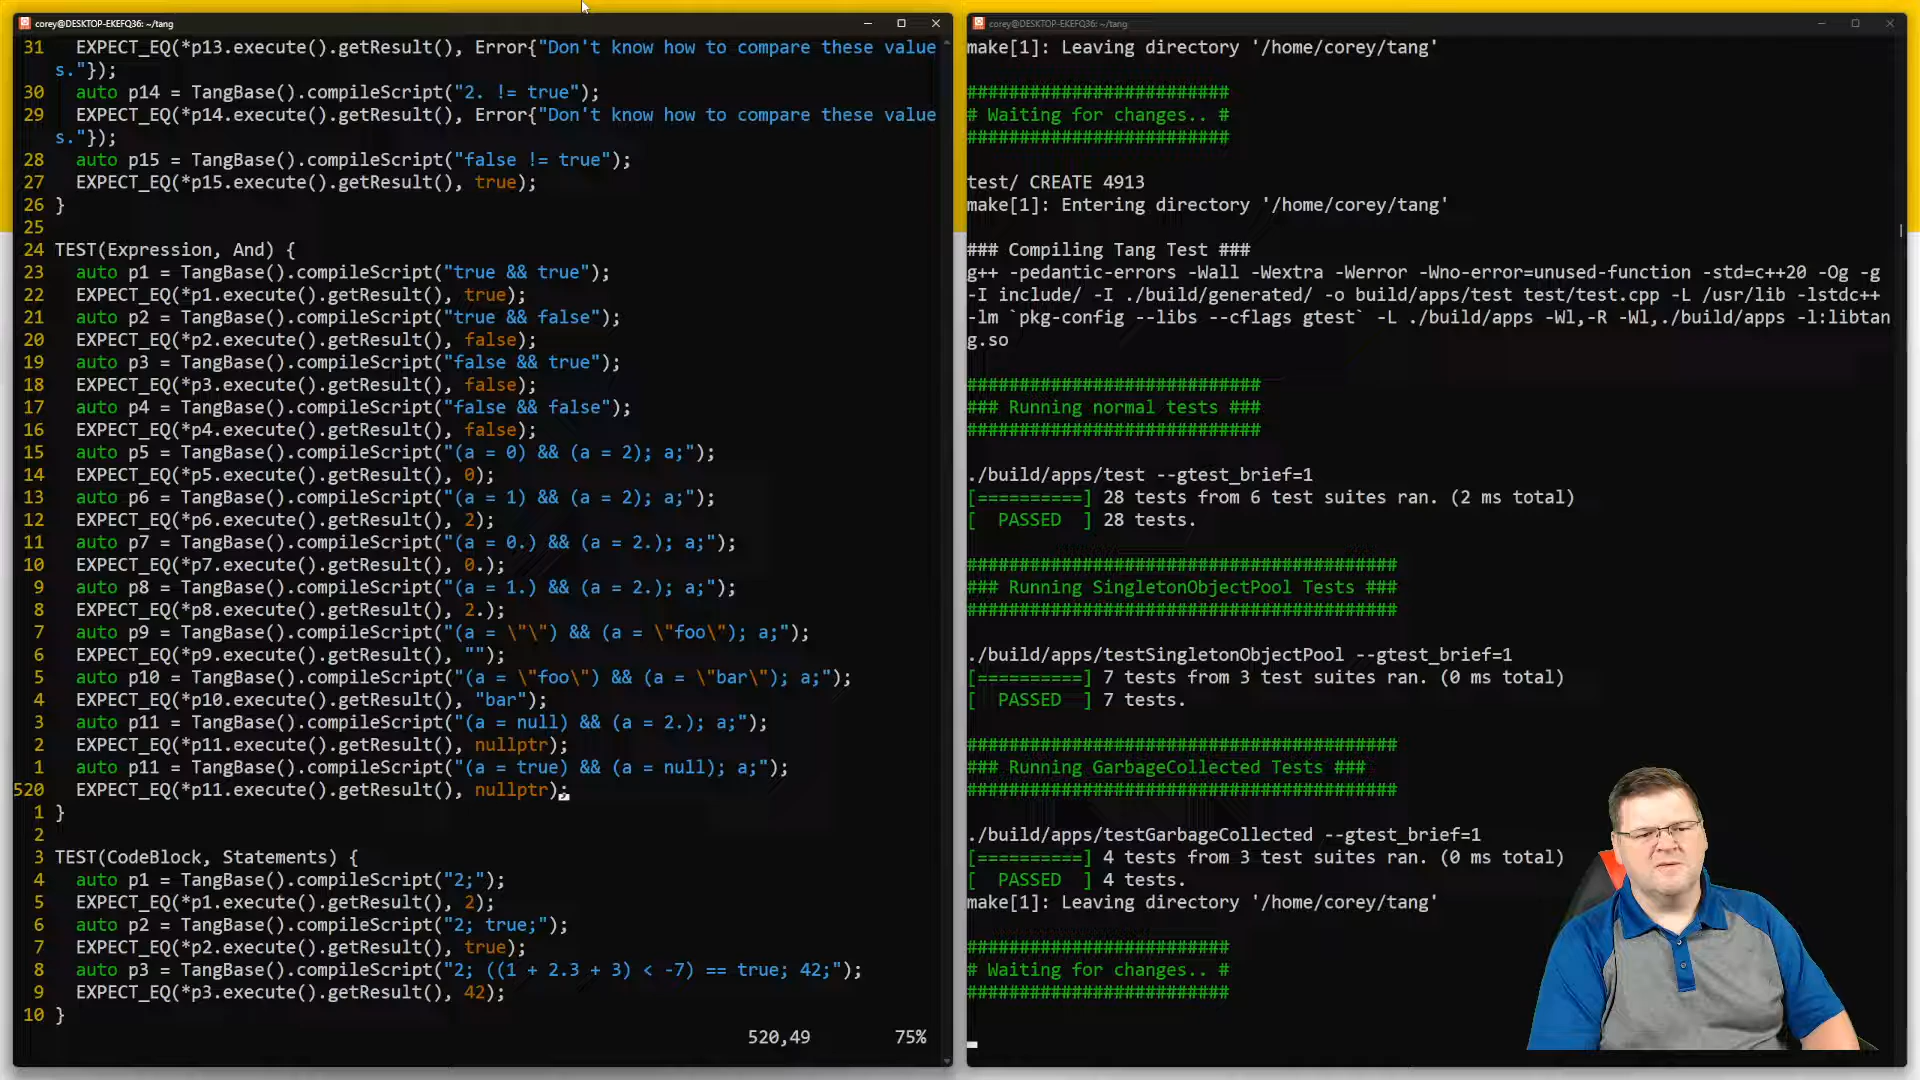 corey@DESKTOP-EKEFQ36: ~/tang
31   EXPECT_EQ(*p13.execute().getResult(), Error{"Don't know how to compare these value
s."});
30   auto p14 = TangBase().compileScript("2. != true");
29   EXPECT_EQ(*p14.execute().getResult(), Error{"Don't know how to compare these value
s."});
28   auto p15 = TangBase().compileScript("false != true");
27   EXPECT_EQ(*p15.execute().getResult(), true);
26 }
25
24 TEST(Expression, And) {
23   auto p1 = TangBase().compileScript("true && true");
22   EXPECT_EQ(*p1.execute().getResult(), true);
21   auto p2 = TangBase().compileScript("true && false");
20   EXPECT_EQ(*p2.execute().getResult(), false);
19   auto p3 = TangBase().compileScript("false && true");
18   EXPECT_EQ(*p3.execute().getResult(), false);
17   auto p4 = TangBase().compileScript("false && false");
16   EXPECT_EQ(*p4.execute().getResult(), false);
15   auto p5 = TangBase().compileScript("(a = 0) && (a = 2); a;");
14   EXPECT_EQ(*p5.execute().getResult(), 0);
13   auto p6 = TangBase().compileScript("(a = 1) && (a = 2); a;");
12   EXPECT_EQ(*p6.execute().getResult(), 2);
11   auto p7 = TangBase().compileScript("(a = 0.) && (a = 2.); a;");
10   EXPECT_EQ(*p7.execute().getResult(), 0.);
9   auto p8 = TangBase().compileScript("(a = 1.) && (a = 2.); a;");
8   EXPECT_EQ(*p8.execute().getResult(), 2.);
7   auto p9 = TangBase().compileScript("(a = \"\") && (a = \"foo\"); a;");
6   EXPECT_EQ(*p9.execute().getResult(), "");
5   auto p10 = TangBase().compileScript("(a = \"foo\") && (a = \"bar\"); a;");
4   EXPECT_EQ(*p10.execute().getResult(), "bar");
3   auto p11 = TangBase().compileScript("(a = null) && (a = 2.); a;");
2   EXPECT_EQ(*p11.execute().getResult(), nullptr);
1   auto p11 = TangBase().compileScript("(a = true) && (a = null); a;");
520   EXPECT_EQ(*p11.execute().getResult(), nullptr);
1 }
2
3 TEST(CodeBlock, Statements) {
4   auto p1 = TangBase().compileScript("2;");
5   EXPECT_EQ(*p1.execute().getResult(), 2);
6   auto p2 = TangBase().compileScript("2; true;");
7   EXPECT_EQ(*p2.execute().getResult(), true);
8   auto p3 = TangBase().compileScript("2; ((1 + 2.3 + 3) < -7) == true; 42;");
9   EXPECT_EQ(*p3.execute().getResult(), 42);
10 }
520,49 75%
corey@DESKTOP-EKEFQ36: ~/tang
make[1]: Leaving directory '/home/corey/tang'
#########################
# Waiting for changes.. #
#########################
test/ CREATE 4913
make[1]: Entering directory '/home/corey/tang'
### Compiling Tang Test ###
g++ -pedantic-errors -Wall -Wextra -Werror -Wno-error=unused-function -std=c++20 -Og -g
-I include/ -I ./build/generated/ -o build/apps/test test/test.cpp -L /usr/lib -lstdc++
-lm `pkg-config --libs --cflags gtest` -L ./build/apps -Wl,-R -Wl,./build/apps -l:libtan
g.so
############################
### Running normal tests ###
############################
./build/apps/test --gtest_brief=1
[==========] 28 tests from 6 test suites ran. (2 ms total)
[  PASSED  ] 28 tests.
#########################################
### Running SingletonObjectPool Tests ###
#########################################
./build/apps/testSingletonObjectPool --gtest_brief=1
[==========] 7 tests from 3 test suites ran. (0 ms total)
[  PASSED  ] 7 tests.
#########################################
### Running GarbageCollected Tests ###
#########################################
./build/apps/testGarbageCollected --gtest_brief=1
[==========] 4 tests from 3 test suites ran. (0 ms total)
[  PASSED  ] 4 tests.
make[1]: Leaving directory '/home/corey/tang'
#########################
# Waiting for changes.. #
#########################